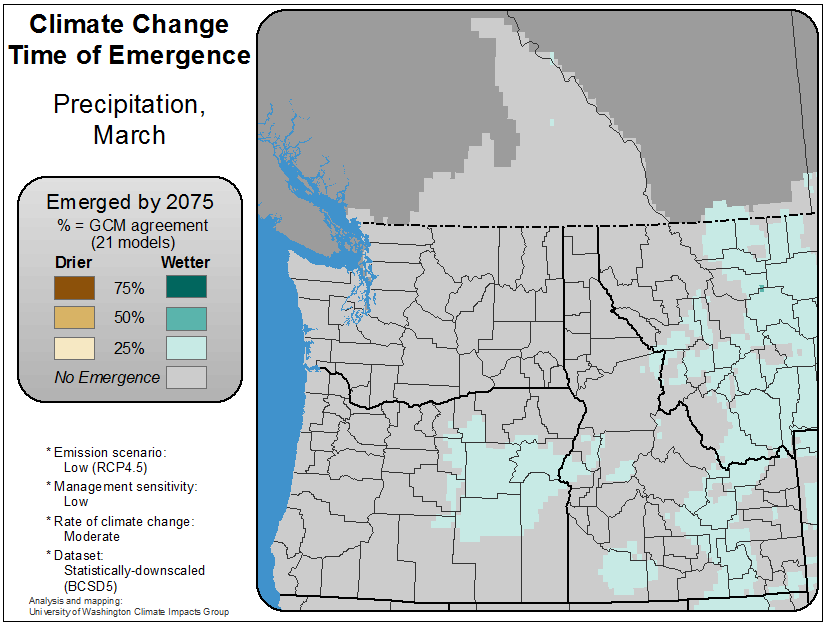 Climate Change
Time of Emergence
Precipitation,
March
Emerged by 2075
% = GCM agreement
(21 models)
Drier Wetter
75%
50%
25%
No Emergence
* Emission scenario:
Low (RCP4.5)
* Management sensitivity:
Low
* Rate of climate change:
Moderate
* Dataset:
Statistically-downscaled
(BCSD5)
Analysis and mapping:
University of Washington Climate Impacts Group